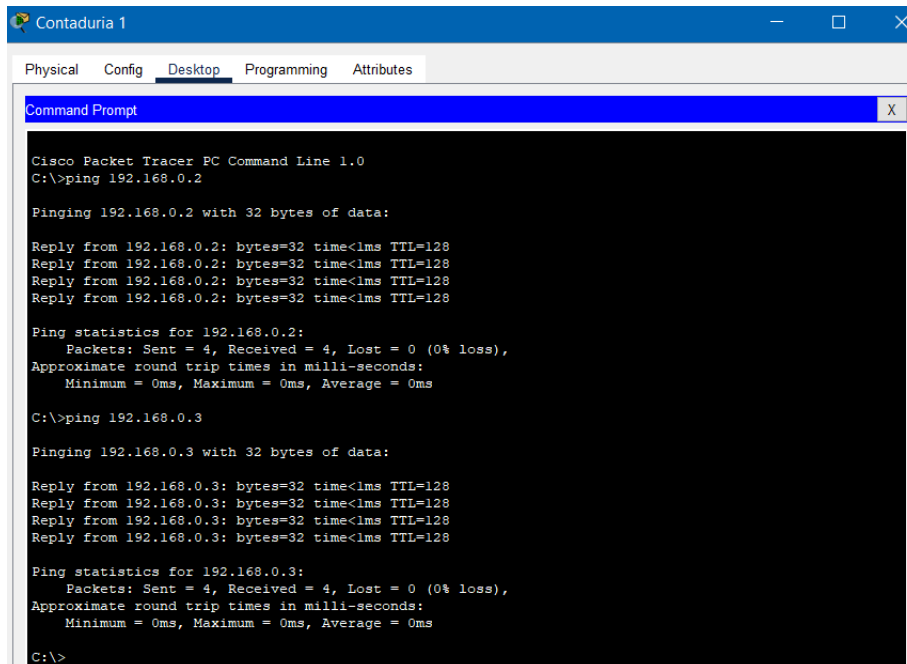 Contaduria 1
Physical Config Desktop Programming Attributes
Command Prompt
X
Cisco Packet Tracer PC Command Line 1.0
C:\>ping 192.168.0.2
Pinging 192.168.0.2 with 32 bytes of data:
Reply from 192.168.0.2: bytes=32 time<1ms TTL=128
Reply from 192.168.0.2: bytes=32 time<1ms TTL=128
Reply from 192.168.0.2: bytes=32 time<1ms TTL=128
Reply from 192.168.0.2: bytes=32 time<1ms TTL=128
Ping statistics for 192.168.0.2:
Packets: Sent = 4, Received = 4, Lost = 0 (0% loss),
Approximate round trip times in milli-seconds:
Minimum = 0ms, Maximum = 0ms, Average = 0ms
C:\>ping 192.168.0.3
Pinging 192.168.0.3 with 32 bytes of data:
Reply from 192.168.0.3: bytes=32 time<1ms TTL=128
Reply from 192.168.0.3: bytes=32 time<1ms TTL=128
Reply from 192.168.0.3: bytes=32 time<1ms TTL=128
Reply from 192.168.0.3: bytes=32 time<1ms TTL=128
Ping statistics for 192.168.0.3:
Packets: Sent = 4, Received = 4, Lost = 0 (0% loss),
Approximate round trip times in milli-seconds:
Minimum = 0ms, Maximum = 0ms, Average = 0ms
C:\>